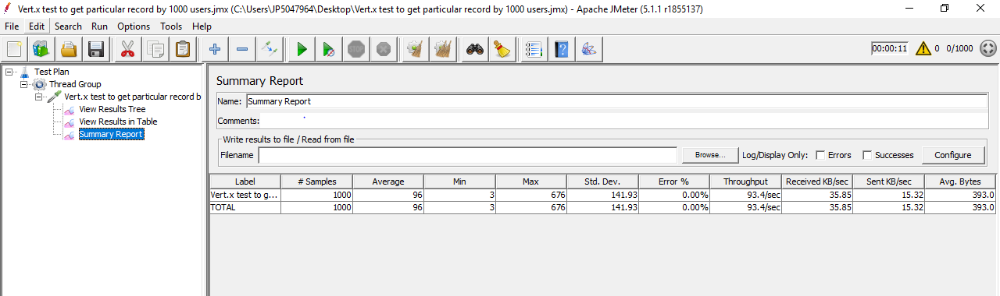 Vert.x test to get particular record by 1000 users.jmx (C:\Users\JP5047964\Desktop\Vert.x test to get particular record by 1000 users.jmx) - Apache JMeter (5.1.1 r1855137)
File Edit Search Run Options Tools Help
STOP 00:00:11 0 0/1000
Test Plan
Thread Group
Vert.x test to get particular record b
View Results Tree
View Results in Table
Summary Report
Summary Report
Name: Summary Report
Comments:
Write results to file / Read from file
Filename Browse... Log/Display Only: Errors Successes Configure
Label # Samples Average Min Max Std. Dev. Error % Throughput Received KB/sec Sent KB/sec Avg. Bytes
Vert.x test to g... 1000 96 3 676 141.93 0.00% 93.4/sec 35.85 15.32 393.0
TOTAL 1000 96 3 676 141.93 0.00% 93.4/sec 35.85 15.32 393.0